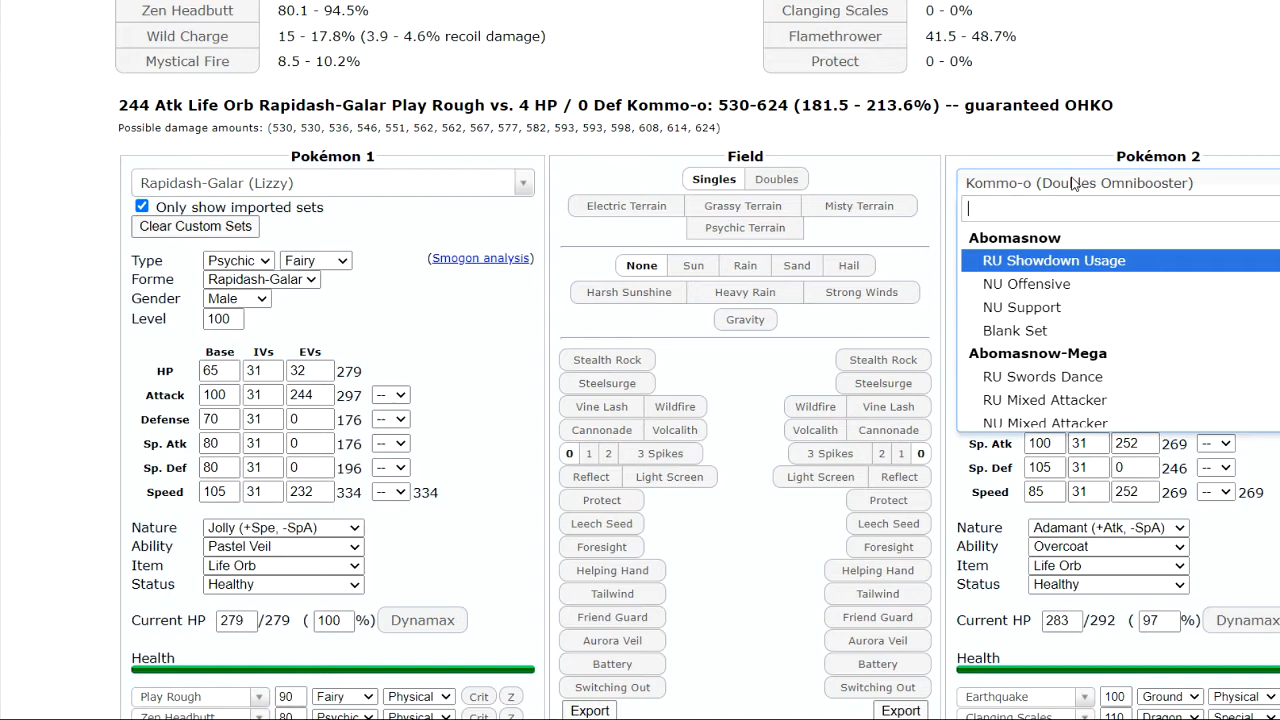 Zen Headbutt 80.1 - 94.5% Clanging Scales 0 - 0%
Wild Charge 15 - 17.8% (3.9 - 4.6% recoil damage) Flamethrower 41.5 - 48.7%
Mystical Fire 8.5 - 10.2% Protect 0 - 0%
244 Atk Life Orb Rapidash-Galar Play Rough vs. 4 HP / 0 Def Kommo-o: 530-624 (181.5 - 213.6%) -- guaranteed OHKO
Possible damage amounts: (530, 530, 536, 546, 551, 562, 562, 567, 577, 582, 593, 593, 598, 608, 614, 624)
Pokémon 1
Rapidash-Galar (Lizzy)
Only show imported sets
Clear Custom Sets
Type Psychic Fairy (Smogon analysis)
Forme Rapidash-Galar
Gender Male
Level 100
Base IVs EVs
HP 65 31 32 279
Attack 100 31 244 297 --
Defense 70 31 0 176 --
Sp. Atk 80 31 0 176 --
Sp. Def 80 31 0 196 --
Speed 105 31 232 334 -- 334
Nature Jolly (+Spe, -SpA)
Ability Pastel Veil
Item Life Orb
Status Healthy
Current HP 279 /279 ( 100 %) Dynamax
Health
Play Rough 90 Fairy Physical Crit Z
Zen Headbutt 80 Psychic Physical Crit Z
Field
Singles Doubles
Electric Terrain Grassy Terrain Misty Terrain
Psychic Terrain
None Sun Rain Sand Hail
Harsh Sunshine Heavy Rain Strong Winds
Gravity
Stealth Rock Stealth Rock
Steelsurge Steelsurge
Vine Lash Wildfire Wildfire Vine Lash
Cannonade Volcalith Volcalith Cannonade
0 1 2 3 Spikes 3 Spikes 2 1 0
Reflect Light Screen Light Screen Reflect
Protect Protect
Leech Seed Leech Seed
Foresight Foresight
Helping Hand Helping Hand
Tailwind Tailwind
Friend Guard Friend Guard
Aurora Veil Aurora Veil
Battery Battery
Switching Out Switching Out
Export Export
Pokémon 2
Kommo-o (Doubles Omnibooster)
Abomasnow
RU Showdown Usage
NU Offensive
NU Support
Blank Set
Abomasnow-Mega
RU Swords Dance
RU Mixed Attacker
NU Mixed Attacker
Sp. Atk 100 31 252 269 --
Sp. Def 105 31 0 246 --
Speed 85 31 252 269 -- 269
Nature Adamant (+Atk, -SpA)
Ability Overcoat
Item Life Orb
Status Healthy
Current HP 283 /292 ( 97 %) Dynamax
Health
Earthquake 100 Ground Physical
Clanging Scales 110 Dragon Special